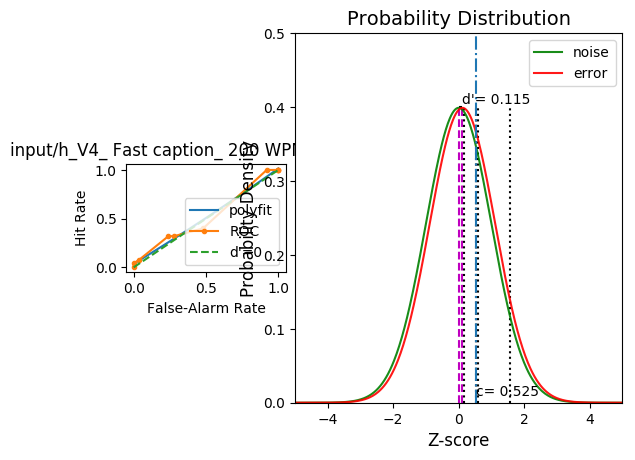 Probability Distribution
input/h_V4_ Fast caption_ 200 WPM
Hit Rate
1.0
0.5
0.0
polyfit
ROC
d'=0
0.0
0.5
1.0
False-Alarm Rate
Probability Density
0.5
0.4
0.3
0.2
0.1
0.0
noise
error
d'= 0.115
c= 0.525
−4
−2
0
2
4
Z-score